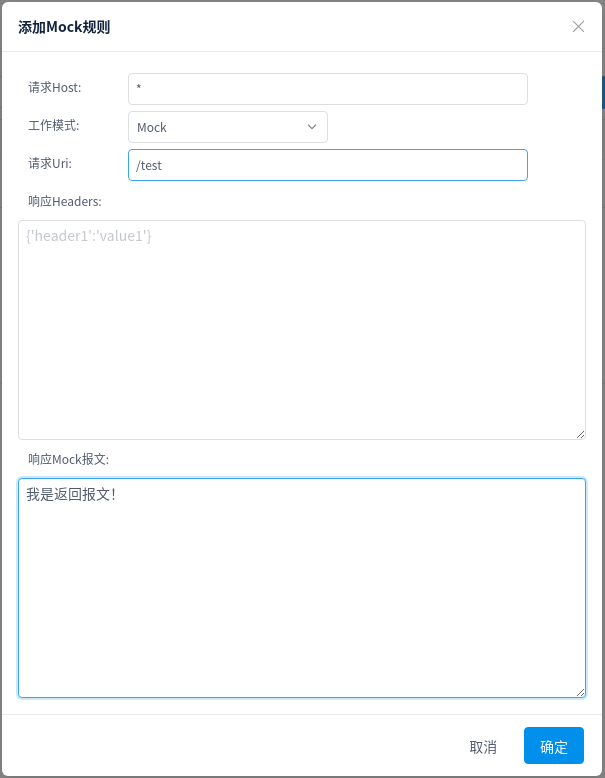 添加Mock规则
请求Host:
*
工作模式:
Mock
请求Uri:
/test
响应Headers:
{'header1':'value1'}
响应Mock报文:
我是返回报文！
取消
确定